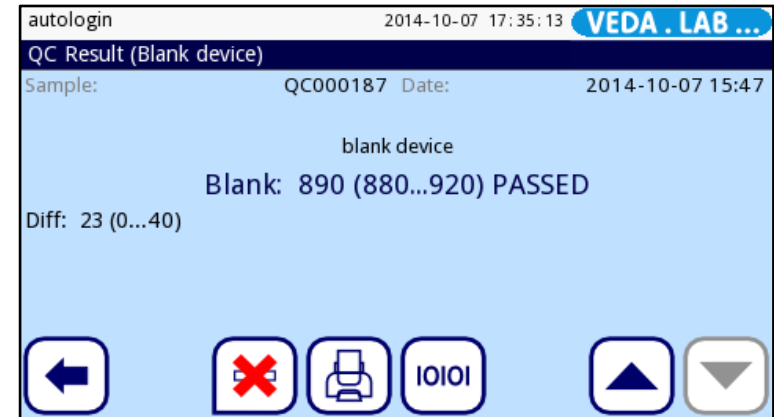 autologin 2014-10-07 17:35:13 VEDA.LAB...
QC Result (Blank device)
Sample: QC000187 Date: 2014-10-07 15:47
blank device
Blank: 890 (880...920) PASSED
Diff: 23 (0...40)
IOIOI